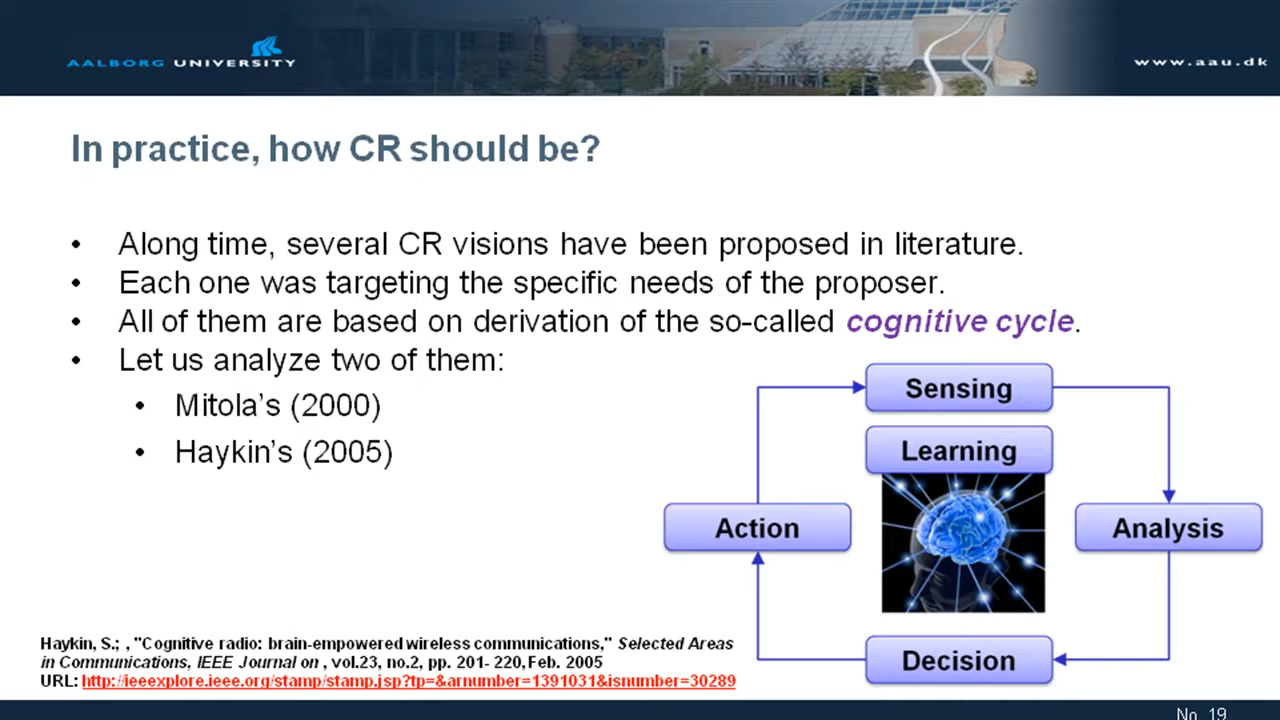 AALBORG UNIVERSITY
www.aau.dk
In practice, how CR should be?
• Along time, several CR visions have been proposed in literature.
• Each one was targeting the specific needs of the proposer.
• All of them are based on derivation of the so-called cognitive cycle.
• Let us analyze two of them:
• Mitola's (2000)
• Haykin's (2005)
Sensing
Learning
Action
Analysis
Decision
Haykin, S.; , "Cognitive radio: brain-empowered wireless communications," Selected Areas
in Communications, IEEE Journal on , vol.23, no.2, pp. 201- 220, Feb. 2005
URL: http://ieeexplore.ieee.org/stamp/stamp.jsp?tp=&arnumber=1391031&isnumber=30289
No. 19